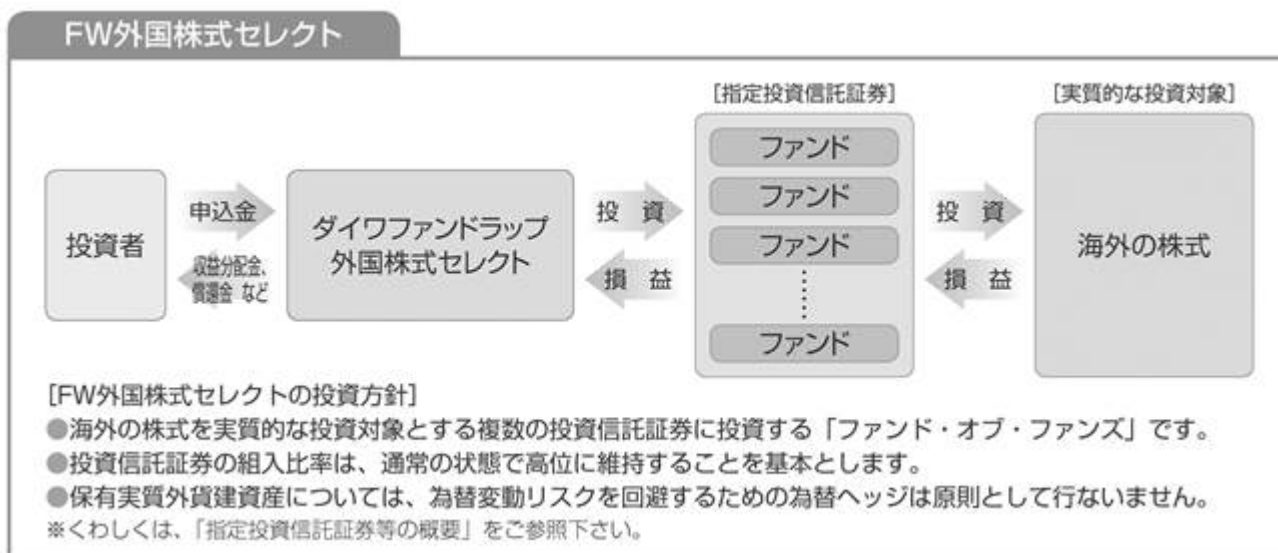 FW外国株式セレクト
[指定投資信託証券]
[実質的な投資対象]
投資者
申込金
収益分配金、
償還金 など
ダイワファンドラップ
外国株式セレクト
投 資
損 益
ファンド
ファンド
ファンド
ファンド
投 資
損 益
海外の株式
[FW外国株式セレクトの投資方針]
●海外の株式を実質的な投資対象とする複数の投資信託証券に投資する「ファンド・オブ・ファンズ」です。
●投資信託証券の組入比率は、通常の状態で高位に維持することを基本とします。
●保有実質外貨建資産については、為替変動リスクを回避するための為替ヘッジは原則として行ないません。
※くわしくは、「指定投資信託証券等の概要」をご参照下さい。